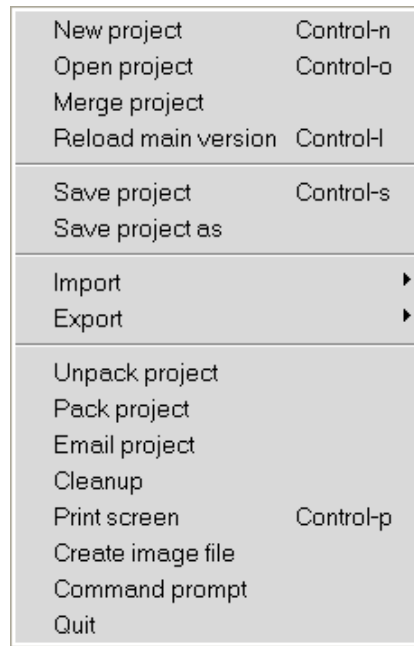 New project Control-n
Open project Control-o
Merge project
Reload main version Control-l
Save project Control-s
Save project as
Import
Export
Unpack project
Pack project
Email project
Cleanup
Print screen Control-p
Create image file
Command prompt
Quit